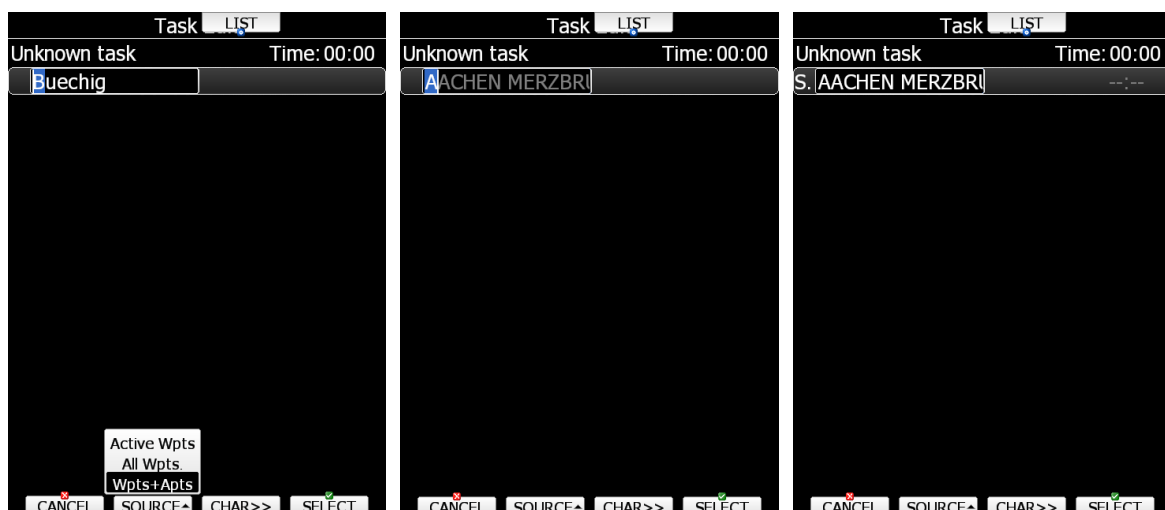 Task LIST
Unknown task Time: 00:00
Buechig
Active Wpts
All Wpts.
Wpts+Apts
CANCEL SOURCE CHAR>> SELECT
Task LIST
Unknown task Time: 00:00
AACHEN MERZBRU
CANCEL SOURCE CHAR>> SELECT
Task LIST
Unknown task Time: 00:00
S. AACHEN MERZBRU --:--
CANCEL SOURCE CHAR>> SELECT